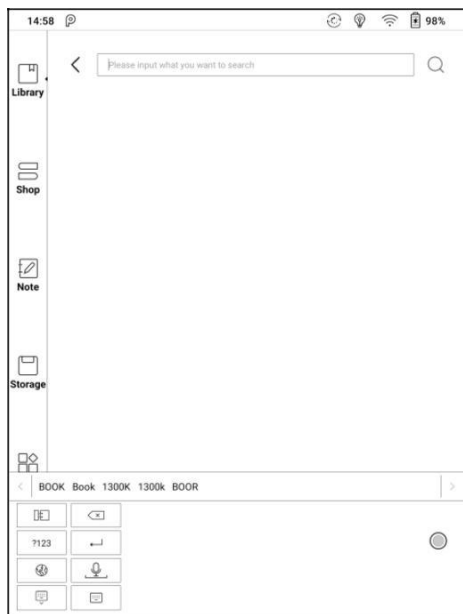 14:58 98%
Please input what you want to search
Library
Shop
Note
Storage
BOOK Book 1300K 1300k BOOR
?123